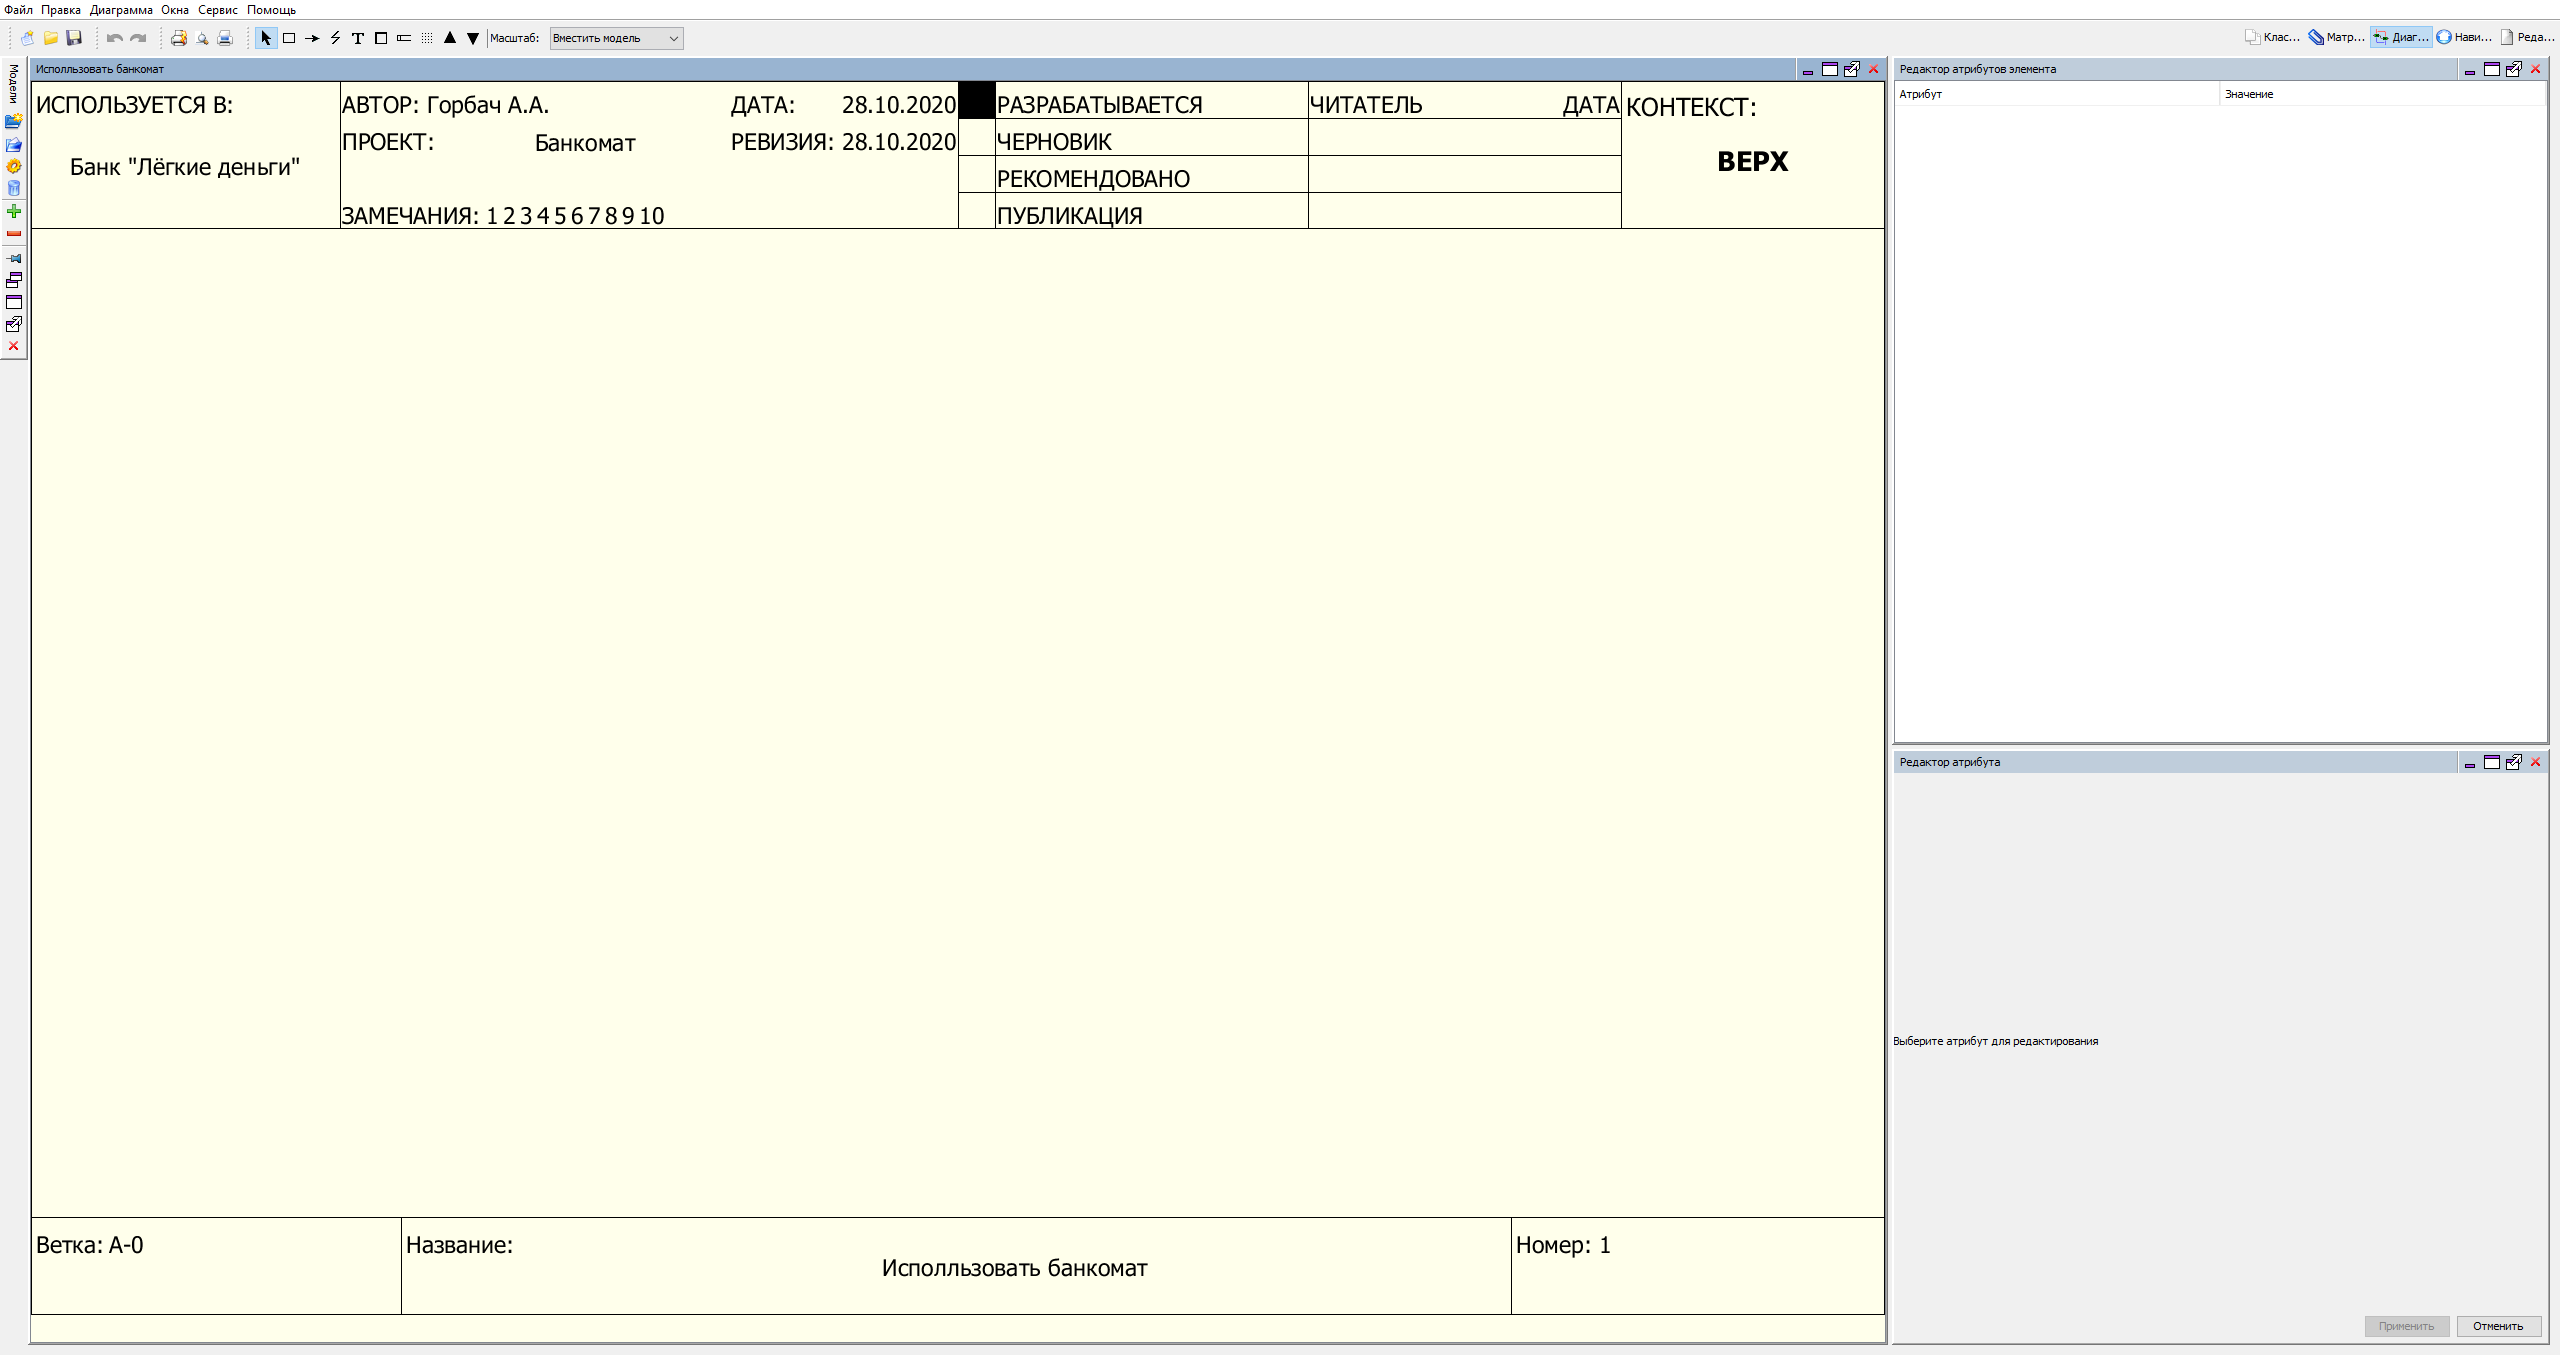 Файл Правка Диаграмма Окна Сервис Помощь
Масштаб: Вместить модель Клас... Матр... Диаг... Нави... Реда...
Модели
Исполльзовать банкомат
ИСПОЛЬЗУЕТСЯ В:
Банк "Лёгкие деньги"
АВТОР: Горбач А.А. ДАТА: 28.10.2020
ПРОЕКТ: Банкомат РЕВИЗИЯ: 28.10.2020
ЗАМЕЧАНИЯ: 1 2 3 4 5 6 7 8 9 10
РАЗРАБАТЫВАЕТСЯ
ЧЕРНОВИК
РЕКОМЕНДОВАНО
ПУБЛИКАЦИЯ
ЧИТАТЕЛЬ ДАТА
КОНТЕКСТ:
ВЕРХ
Ветка: А-0
Название:
Исполльзовать банкомат
Номер: 1
Редактор атрибутов элемента
Атрибут Значение
Редактор атрибута
Выберите атрибут для редактирования
Применить Отменить